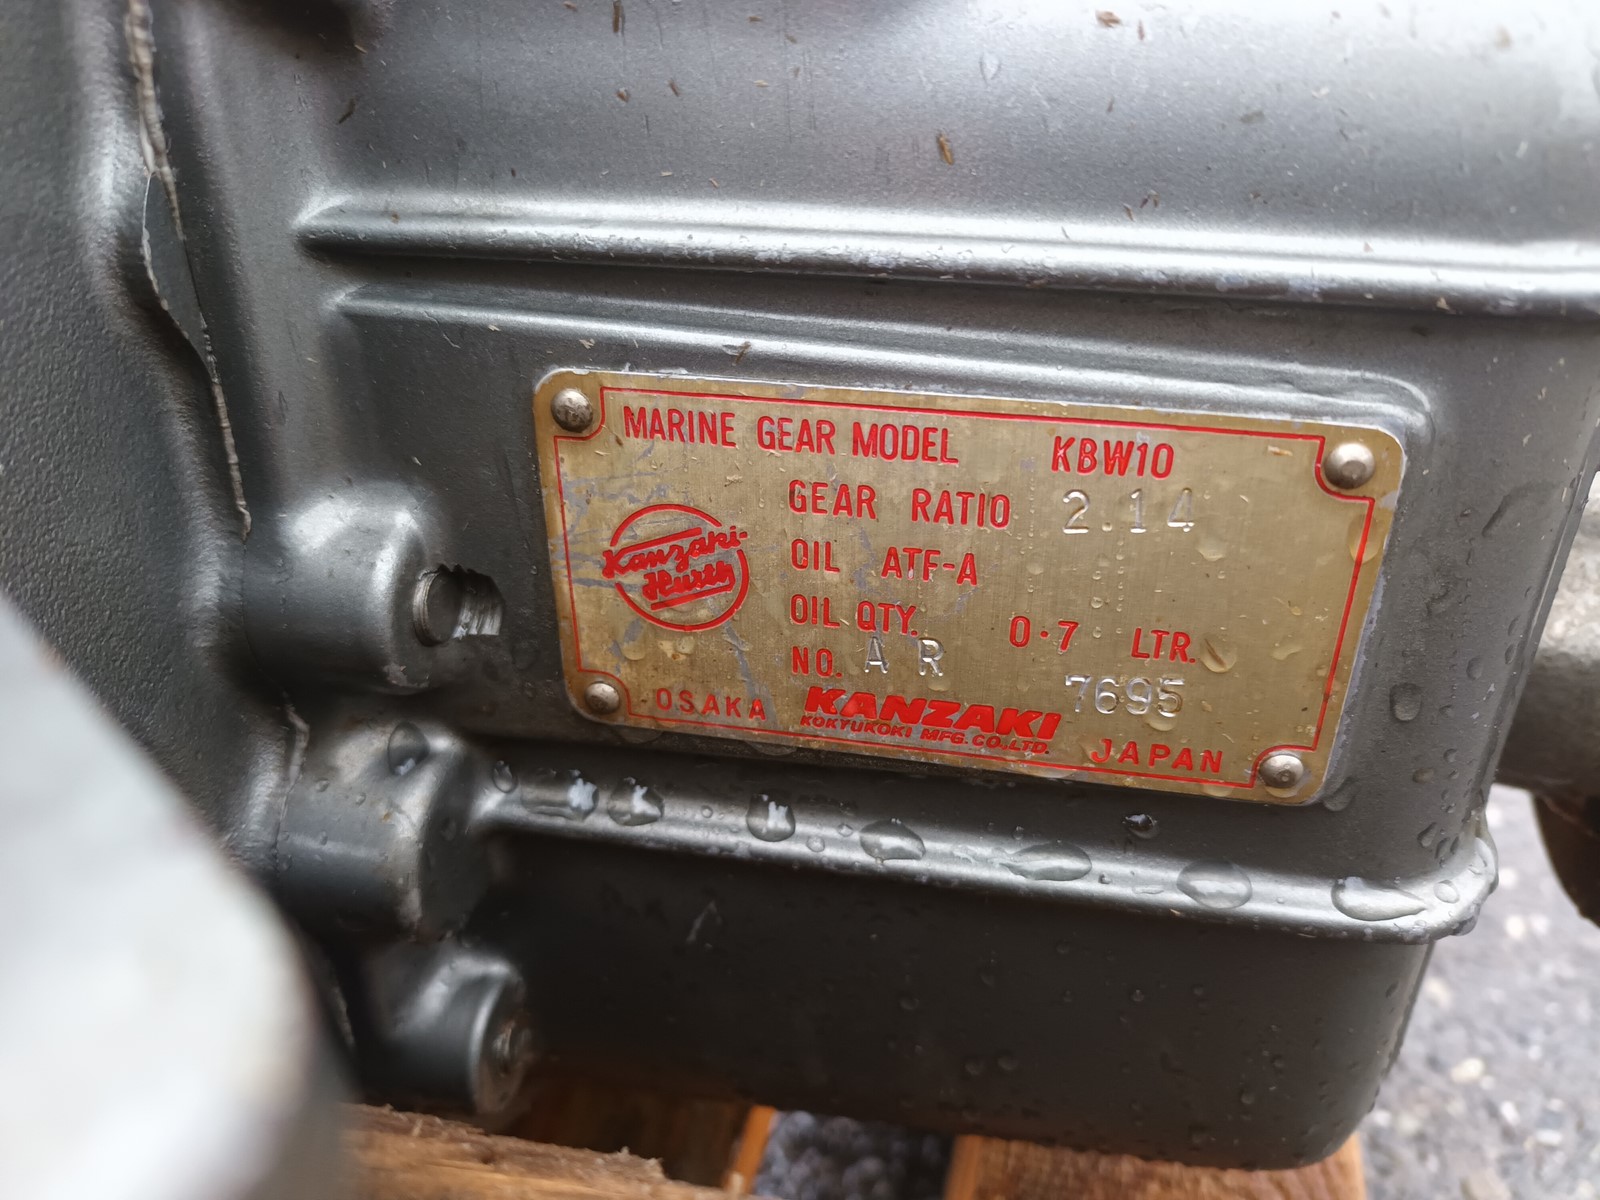 MARINE GEAR MODEL KBW10
GEAR RATIO 2.14
OIL ATF-A
OIL QTY. 0.7 LTR.
NO. A R 7695
Kanzaki-
Hurth
OSAKA KANZAKI JAPAN
KOKYUKOKI MFG. CO., LTD.